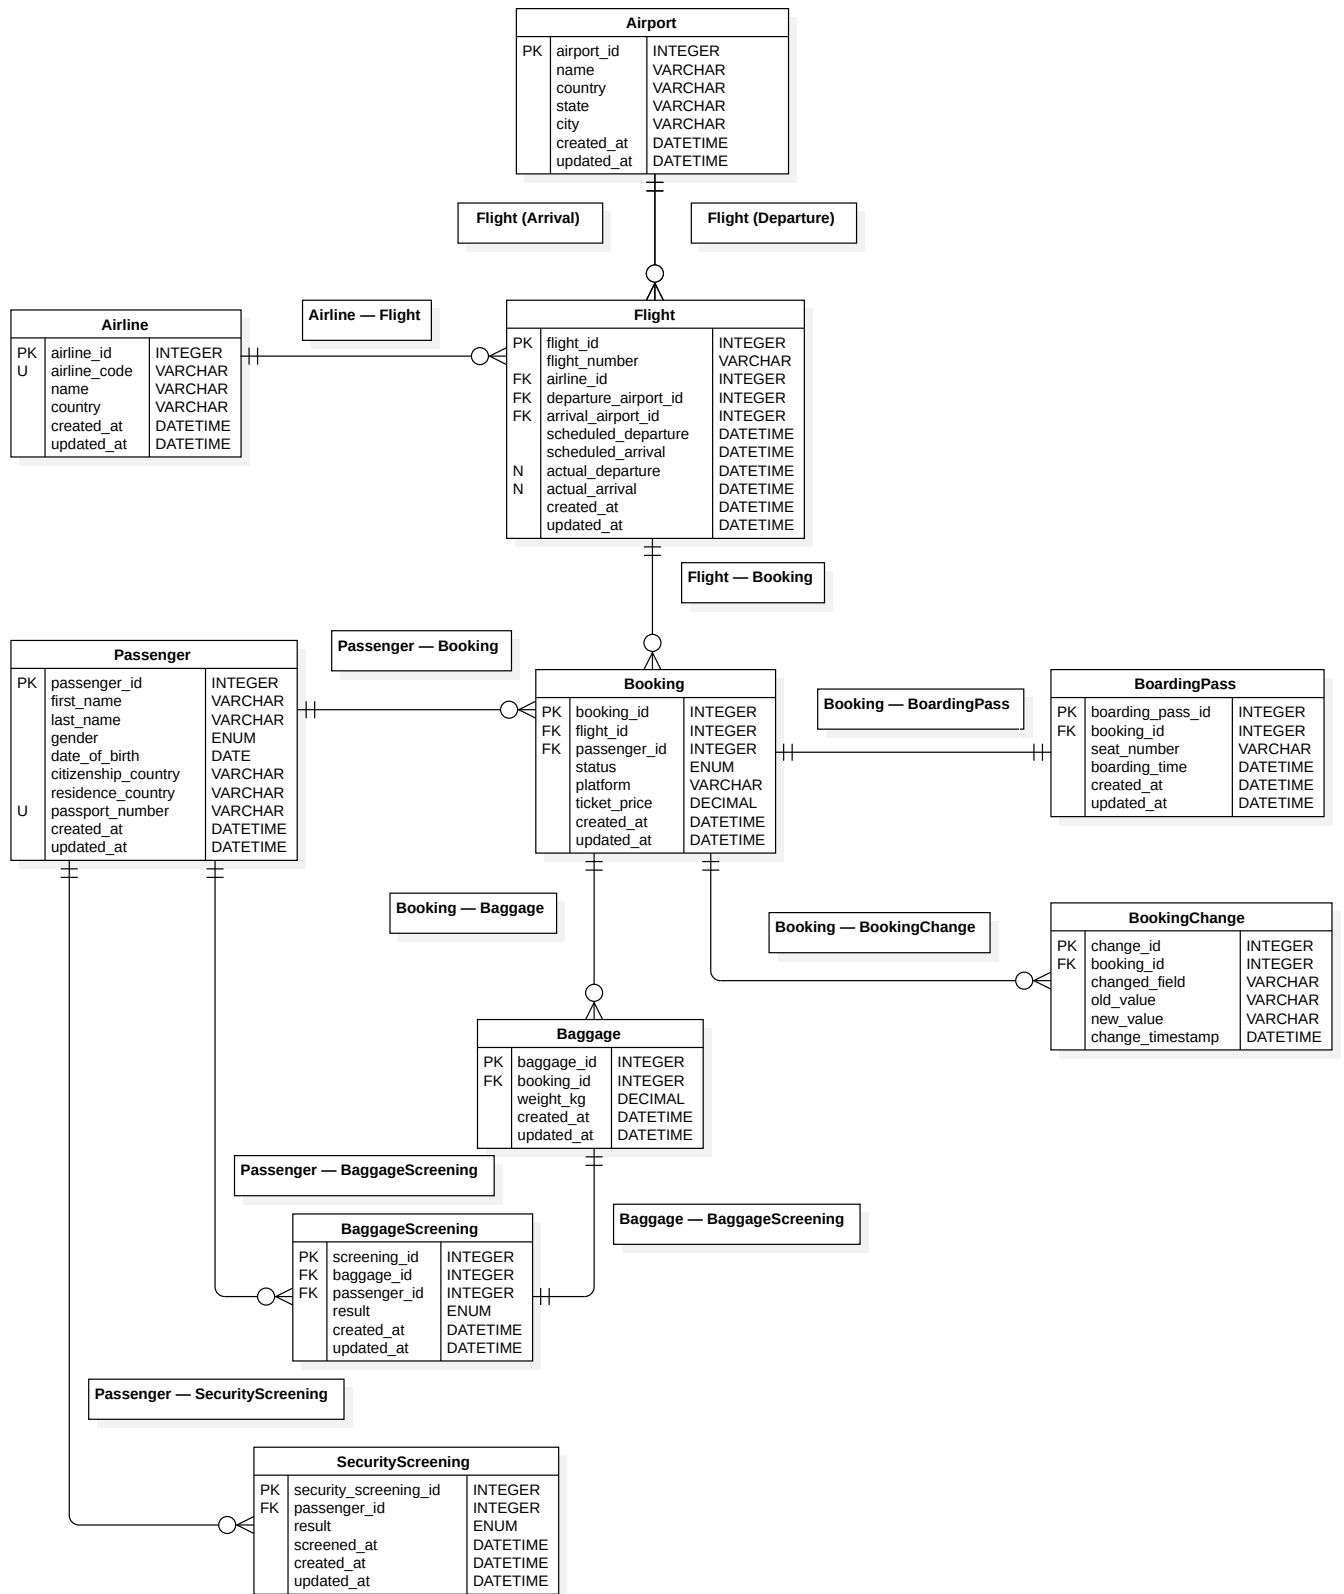 Airport
PK airport_id INTEGER
name VARCHAR
country VARCHAR
state VARCHAR
city VARCHAR
created_at DATETIME
updated_at DATETIME
Flight (Arrival)
Flight (Departure)
Airline — Flight
Airline
PK airline_id INTEGER
U airline_code VARCHAR
name VARCHAR
country VARCHAR
created_at DATETIME
updated_at DATETIME
Flight
PK flight_id INTEGER
flight_number VARCHAR
FK airline_id INTEGER
FK departure_airport_id INTEGER
FK arrival_airport_id INTEGER
scheduled_departure DATETIME
scheduled_arrival DATETIME
N actual_departure DATETIME
N actual_arrival DATETIME
created_at DATETIME
updated_at DATETIME
Flight — Booking
Passenger — Booking
Passenger
PK passenger_id INTEGER
first_name VARCHAR
last_name VARCHAR
gender ENUM
date_of_birth DATE
citizenship_country VARCHAR
residence_country VARCHAR
U passport_number VARCHAR
created_at DATETIME
updated_at DATETIME
Booking
PK booking_id INTEGER
FK flight_id INTEGER
FK passenger_id INTEGER
status ENUM
platform VARCHAR
ticket_price DECIMAL
created_at DATETIME
updated_at DATETIME
Booking — BoardingPass
BoardingPass
PK boarding_pass_id INTEGER
FK booking_id INTEGER
seat_number VARCHAR
boarding_time DATETIME
created_at DATETIME
updated_at DATETIME
Booking — Baggage
Booking — BookingChange
BookingChange
PK change_id INTEGER
FK booking_id INTEGER
changed_field VARCHAR
old_value VARCHAR
new_value VARCHAR
change_timestamp DATETIME
Baggage
PK baggage_id INTEGER
FK booking_id INTEGER
weight_kg DECIMAL
created_at DATETIME
updated_at DATETIME
Passenger — BaggageScreening
Baggage — BaggageScreening
BaggageScreening
PK screening_id INTEGER
FK baggage_id INTEGER
FK passenger_id INTEGER
result ENUM
created_at DATETIME
updated_at DATETIME
Passenger — SecurityScreening
SecurityScreening
PK security_screening_id INTEGER
FK passenger_id INTEGER
result ENUM
screened_at DATETIME
created_at DATETIME
updated_at DATETIME